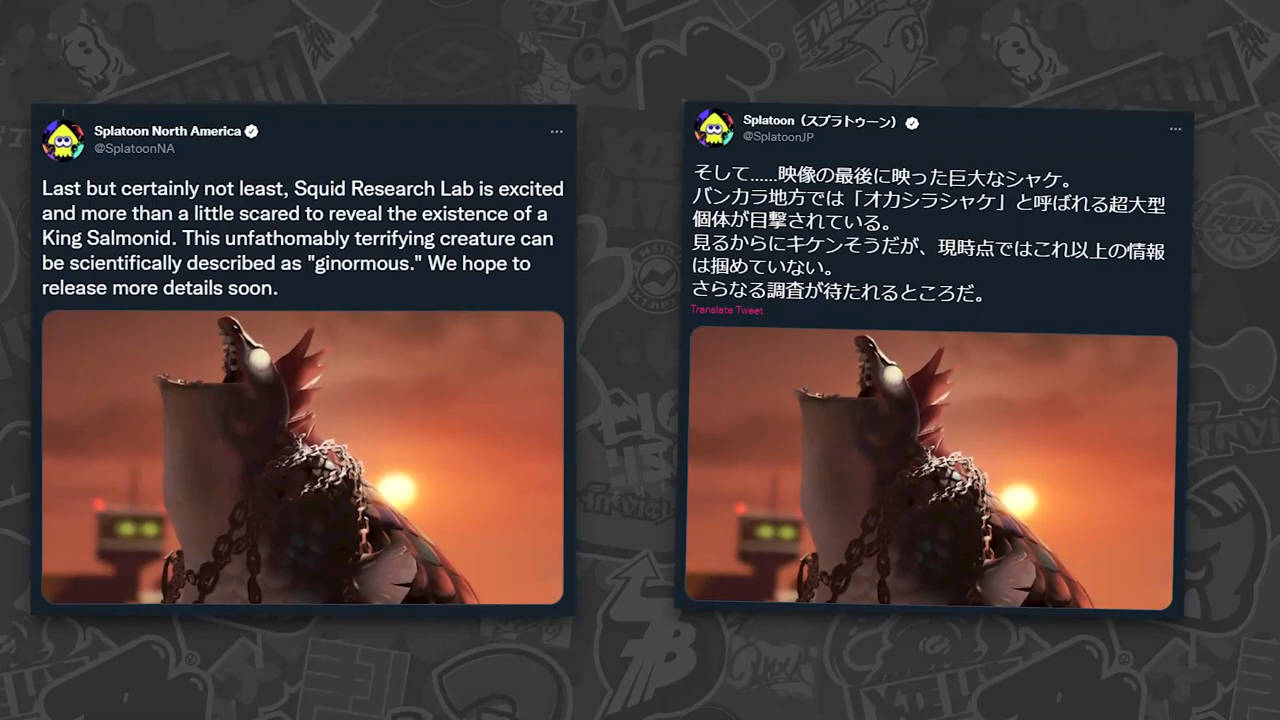 Splatoon North America
@SplatoonNA
Last but certainly not least, Squid Research Lab is excited
and more than a little scared to reveal the existence of a
King Salmonid. This unfathomably terrifying creature can
be scientifically described as "ginormous." We hope to
release more details soon.
Splatoon（スプラトゥーン）
@SplatoonJP
そして......映像の最後に映った巨大なシャケ。
バンカラ地方では「オカシラシャケ」と呼ばれる超大型
個体が目撃されている。
見るからにキケンそうだが、現時点ではこれ以上の情報
は掴めていない。
さらなる調査が待たれるところだ。
Translate Tweet